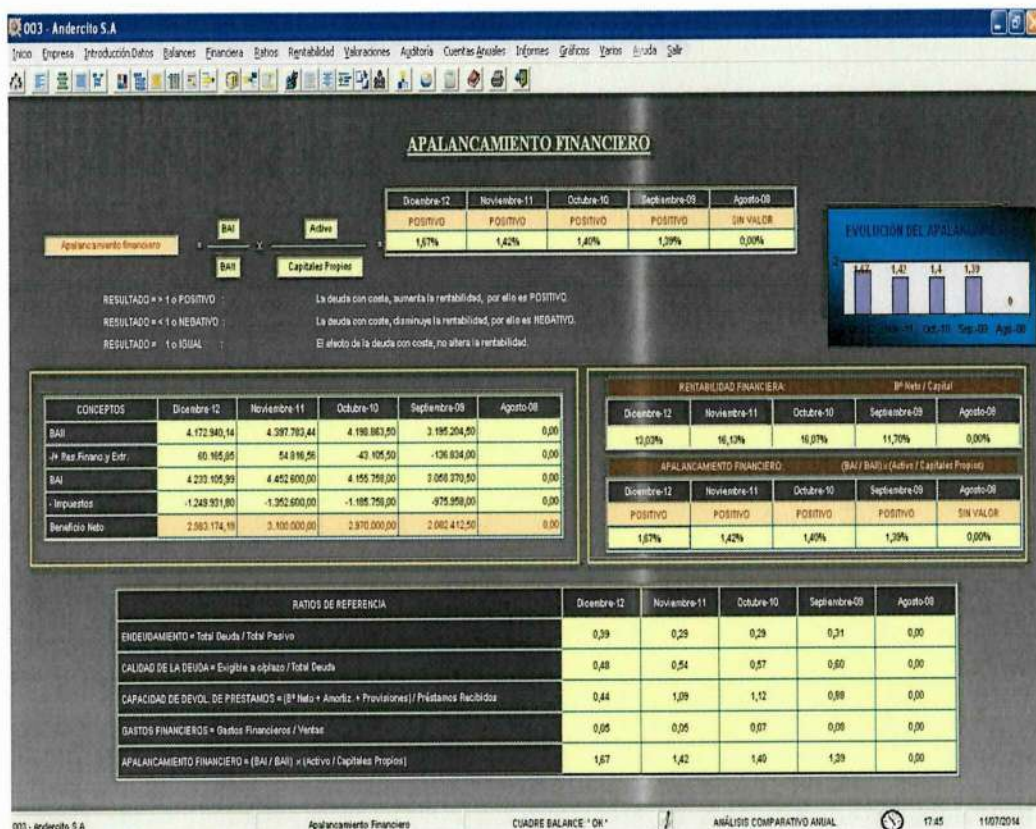 003 - Andercito S.A
Inicio Empresa Introducción Datos Balances Financiera Ratios Rentabilidad Valoraciones Auditoría Cuentas Anuales Informes Gráficos Varios Ayuda Salir
APALANCAMIENTO FINANCIERO
Diciembre-12 Noviembre-11 Octubre-10 Septiembre-09 Agosto-08
POSITIVO POSITIVO POSITIVO POSITIVO SIN VALOR
1,67% 1,42% 1,40% 1,39% 0,00%
Apalancamiento financiero = BAI x Activo =
BAII Capitales Propios
EVOLUCIÓN DEL
2
1,67 1,42 1,4 1,39 0
Nov-11 Oct-10 Sep-09 Ago-08
RESULTADO = > 1 o POSITIVO : La deuda con coste, aumenta la rentabilidad, por ello es POSITIVO.
RESULTADO = < 1 o NEGATIVO : La deuda con coste, disminuye la rentabilidad, por ello es NEGATIVO.
RESULTADO = 1 o IGUAL : El efecto de la deuda con coste, no altera la rentabilidad.
CONCEPTOS Diciembre-12 Noviembre-11 Octubre-10 Septiembre-09 Agosto-08
BAII 4.172.940,14 4.397.783,44 4.198.863,50 3.195.204,50 0,00
-/+ Res.Financ.y Extr. 60.165,85 54.816,56 -43.105,50 -136.834,00 0,00
BAI 4.233.105,99 4.452.600,00 4.155.758,00 3.058.370,50 0,00
- Impuestos -1.249.931,80 -1.352.600,00 -1.185.758,00 -975.958,00 0,00
Beneficio Neto 2.983.174,19 3.100.000,00 2.970.000,00 2.082.412,50 0,00
RENTABILIDAD FINANCIERA: Bº Neto / Capital
Diciembre-12 Noviembre-11 Octubre-10 Septiembre-09 Agosto-08
13,03% 16,13% 16,07% 11,70% 0,00%
APALANCAMIENTO FINANCIERO: (BAI / BAII) x (Activo / Capitales Propios)
Diciembre-12 Noviembre-11 Octubre-10 Septiembre-09 Agosto-08
POSITIVO POSITIVO POSITIVO POSITIVO SIN VALOR
1,67% 1,42% 1,40% 1,39% 0,00%
RATIOS DE REFERENCIA Diciembre-12 Noviembre-11 Octubre-10 Septiembre-09 Agosto-08
ENDEUDAMIENTO = Total Deuda / Total Pasivo 0,39 0,29 0,29 0,31 0,00
CALIDAD DE LA DEUDA = Exigible a c/plazo / Total Deuda 0,48 0,54 0,57 0,60 0,00
CAPACIDAD DE DEVOL. DE PRESTAMOS = (Bº Neto + Amortiz. + Provisiones) / Préstamos Recibidos 0,44 1,09 1,12 0,00
GASTOS FINANCIEROS = Gastos Financieros / Ventas 0,05 0,05 0,07 0,08 0,00
APALANCAMIENTO FINANCIERO = (BAI / BAII) x (Activo / Capitales Propios) 1,67 1,42 1,40 1,39 0,00
003 - Andercito S.A Apalancamiento Financiero CUADRE BALANCE: " OK " ANÁLISIS COMPARATIVO ANUAL 17:45 11/07/2014